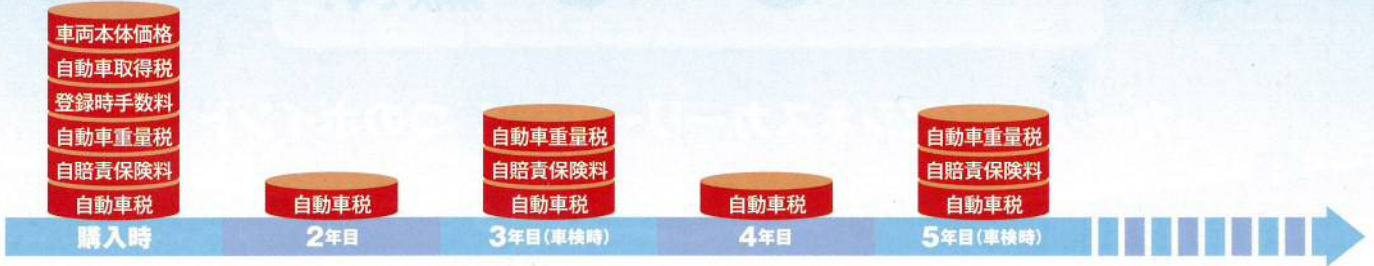 車両本体価格
自動車取得税
登録時手数料
自動車重量税
自賠責保険料
自動車税
購入時
自動車税
2年目
自動車重量税
自賠責保険料
自動車税
3年目(車検時)
自動車税
4年目
自動車重量税
自賠責保険料
自動車税
5年目(車検時)